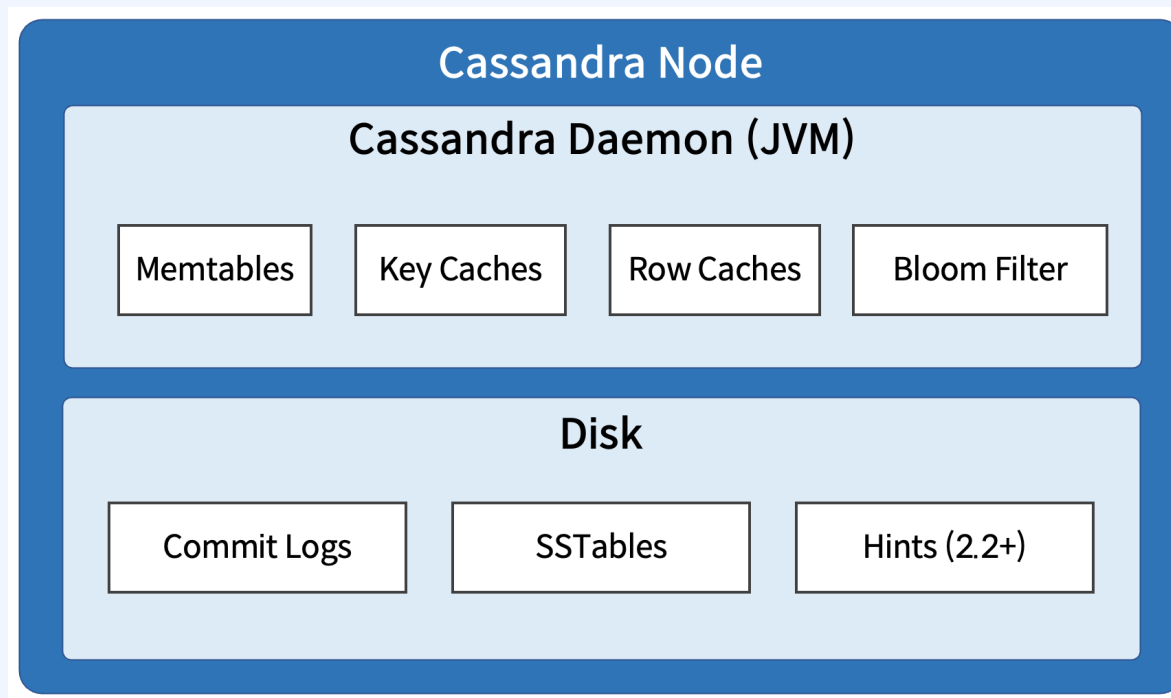 Cassandra Node
Cassandra Daemon (JVM)
Memtables
Key Caches
Row Caches
Bloom Filter
Disk
Commit Logs
SSTables
Hints (2.2+)